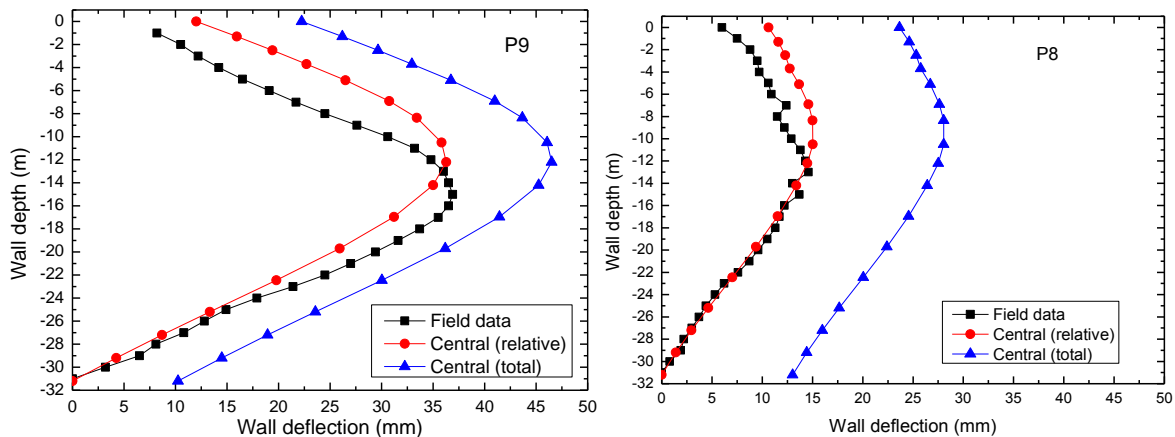 P9
Wall depth (m)
0
-2
-4
-6
-8
-10
-12
-14
-16
-18
-20
-22
-24
-26
-28
-30
-32
Field data
Central (relative)
Central (total)
0 5 10 15 20 25 30 35 40 45 50
Wall deflection (mm)
P8
Wall depth (m)
0
-2
-4
-6
-8
-10
-12
-14
-16
-18
-20
-22
-24
-26
-28
-30
-32
Field data
Central (relative)
Central (total)
0 5 10 15 20 25 30 35 40 45 50
Wall deflection (mm)